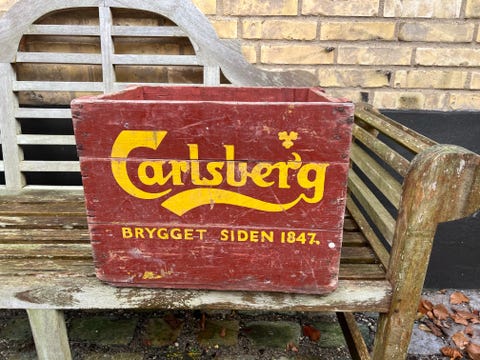 Carlsberg
BRYGGET SIDEN 1847.